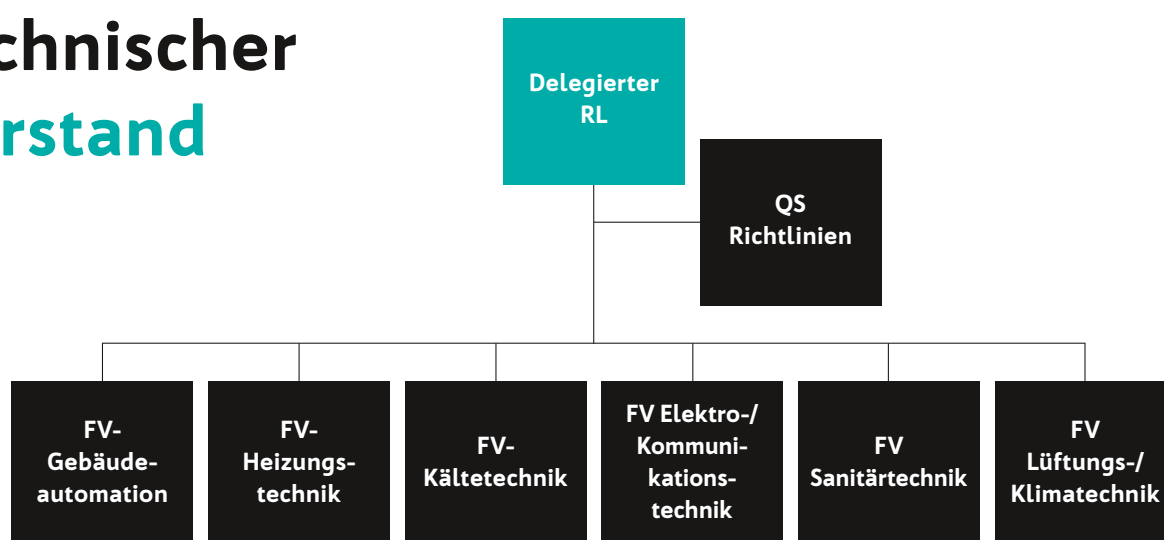 chnischer
rstand
Delegierter
RL
QS
Richtlinien
FV-
Gebäude-
automation
FV-
Heizungs-
technik
FV-
Kältetechnik
FV Elektro-/
Kommuni-
kations-
technik
FV
Sanitärtechnik
FV
Lüftungs-/
Klimatechnik